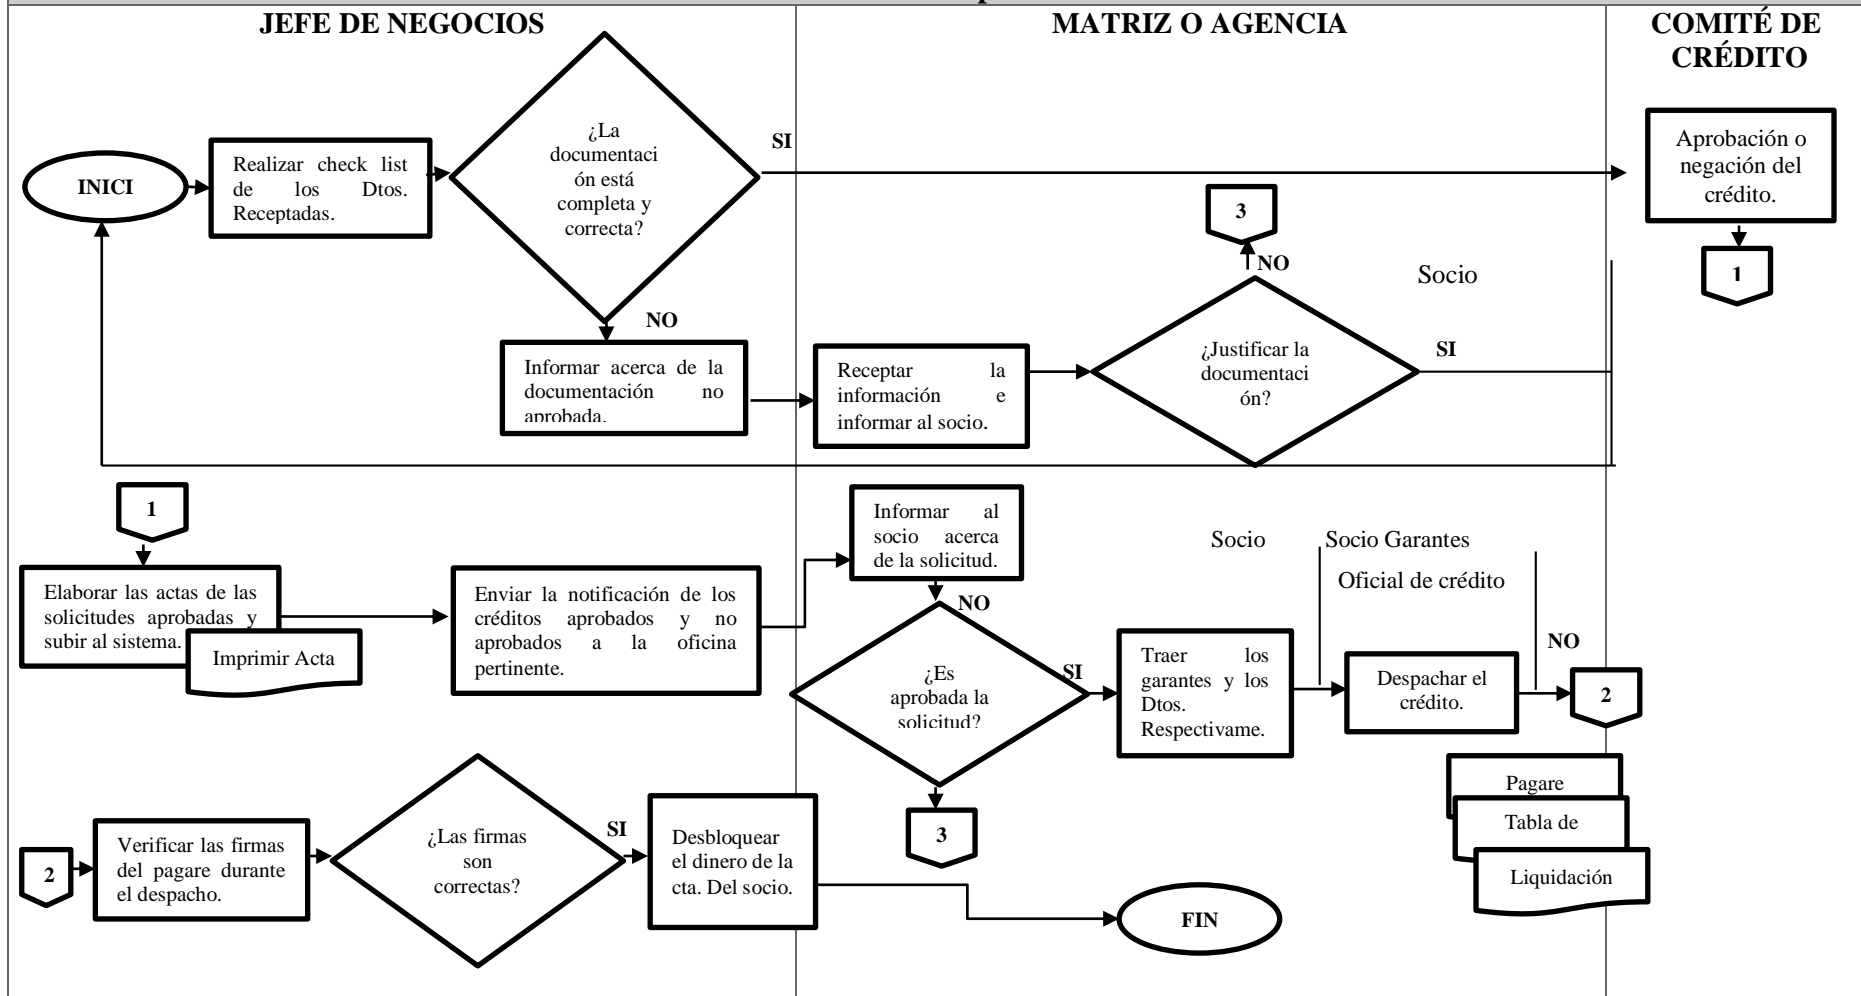 JEFE DE NEGOCIOS
MATRIZ O AGENCIA
COMITÉ DE
CRÉDITO
INICI
Realizar check list
de los Dtos.
Receptadas.
¿La
documentaci
ón está
completa y
correcta?
SI
Aprobación o
negación del
crédito.
1
NO
Informar acerca de la
documentación no
aprobada.
Receptar la
información e
informar al socio.
3
NO
Socio
¿Justificar la
documentaci
ón?
SI
1
Elaborar las actas de las
solicitudes aprobadas y
subir al sistema.
Imprimir Acta
Enviar la notificación de los
créditos aprobados y no
aprobados a la oficina
pertinente.
Informar al
socio acerca
de la solicitud.
NO
¿Es
aprobada la
solicitud?
SI
3
Socio
Traer los
garantes y los
Dtos.
Respectivame.
Socio Garantes
Oficial de crédito
Despachar el
crédito.
NO
2
Pagare
Tabla de
Liquidación
2
Verificar las firmas
del pagare durante
el despacho.
¿Las firmas
son
correctas?
SI
Desbloquear
el dinero de la
cta. Del socio.
FIN